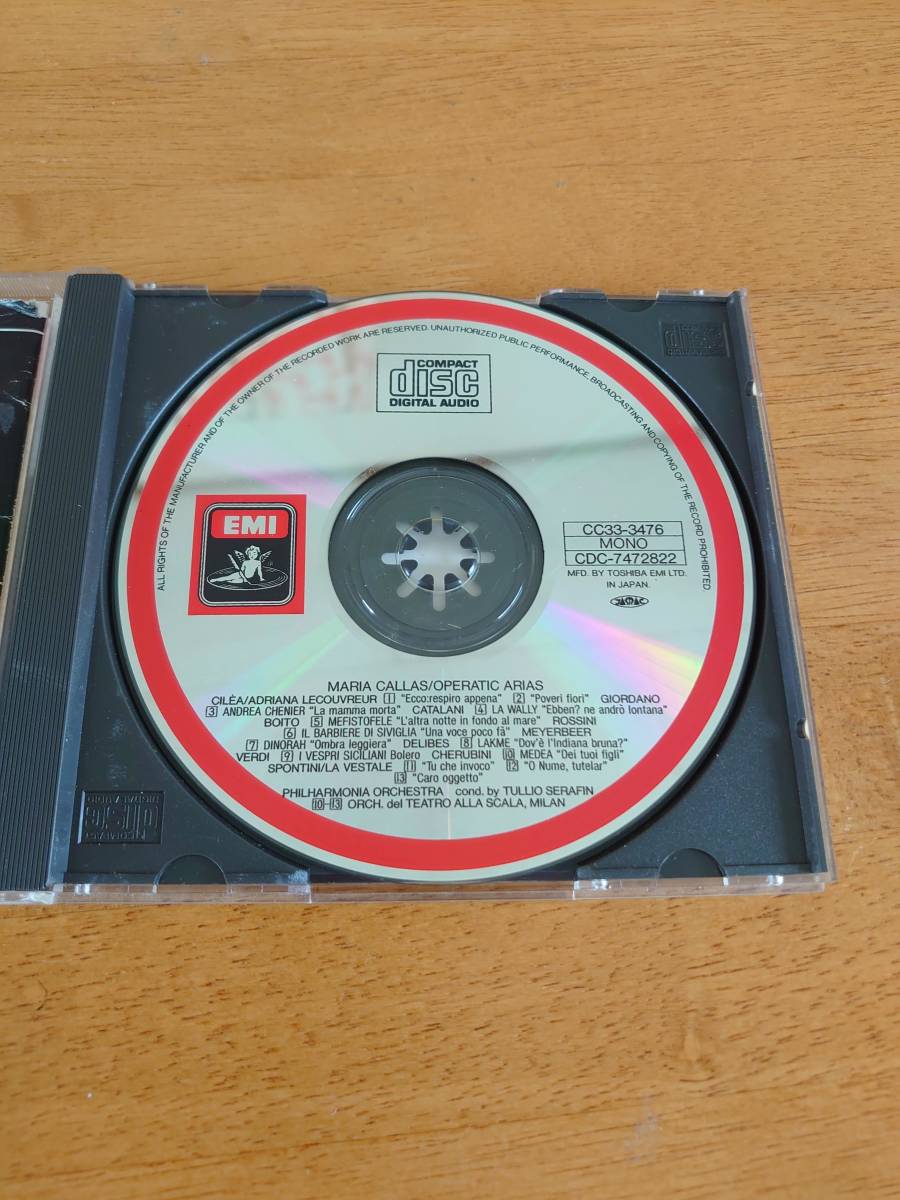 ALL RIGHTS OF THE MANUFACTURER AND OF THE OWNER OF THE RECORDED WORK ARE RESERVED. UNAUTHORIZED PUBLIC PERFORMANCE, BROADCASTING AND COPYING OF THE RECORD PROHIBITED.
COMPACT
disc
DIGITAL AUDIO
EMI
CC33-3476
MONO
CDC-7472822
MFD. BY TOSHIBA EMI LTD.
IN JAPAN.
JASRAC
MARIA CALLAS/OPERATIC ARIAS
CILÈA/ADRIANA LECOUVREUR 1 "Ecco:respiro appena" 2 "Poveri fiori" GIORDANO
3 ANDREA CHENIER "La mamma morta" CATALANI 4 LA WALLY "Ebben? ne andrò lontana"
BOITO 5 MEFISTOFELE "L'altra notte in fondo al mare" ROSSINI
6 IL BARBIERE DI SIVIGLIA "Una voce poco fà" MEYERBEER
7 DINORAH "Ombra leggiera" DELIBES 8 LAKME "Dov'è l'Indiana bruna?"
VERDI 9 I VESPRI SICILIANI Bolero CHERUBINI 10 MEDEA "Dei tuoi figli"
SPONTINI/LA VESTALE 11 "Tu che invoco" 12 "O Nume, tutelar"
13 "Caro oggetto"
PHILHARMONIA ORCHESTRA cond. by TULLIO SERAFIN
10-13 ORCH. del TEATRO ALLA SCALA, MILAN
COMPACT
disc
DIGITAL AUDIO